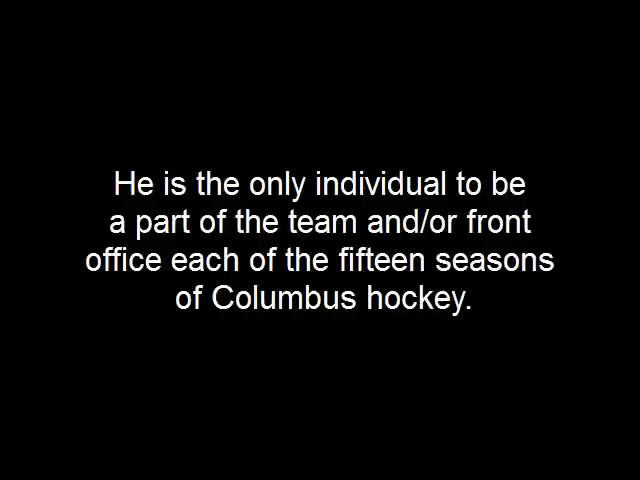 He is the only individual to be
a part of the team and/or front
office each of the fifteen seasons
of Columbus hockey.